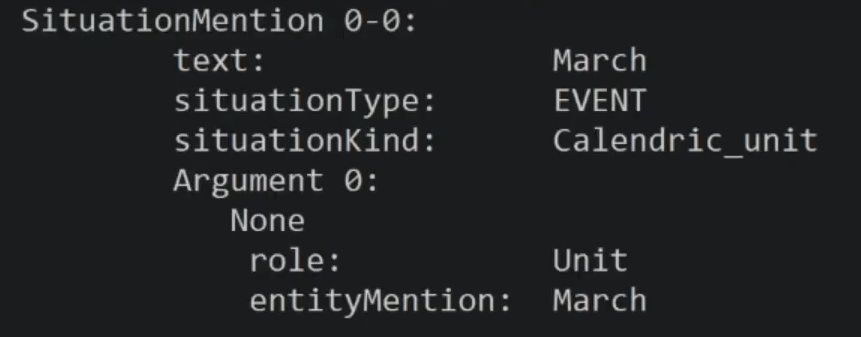 SituationMention 0-0:
text: March
situationType: EVENT
situationKind: Calendric_unit
Argument 0:
None
role: Unit
entityMention: March